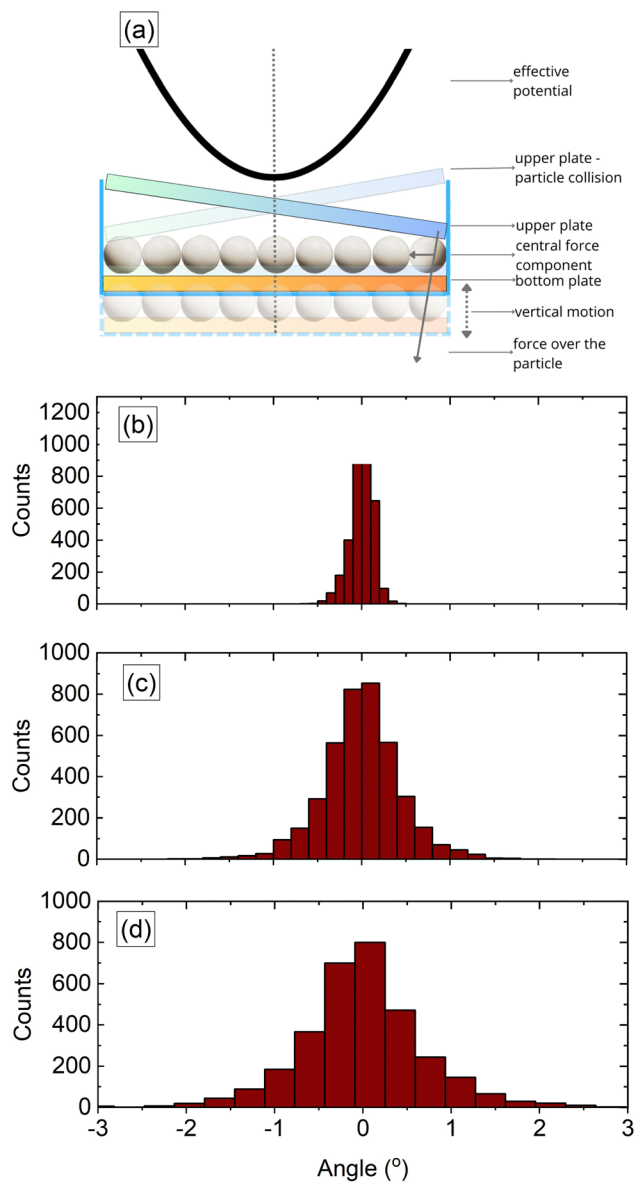 (a)
effective
potential
upper plate -
particle collision
upper plate
central force
component
bottom plate
vertical motion
force over the
particle
(b)
1200
1000
800
600
400
200
0
Counts
(c)
1000
800
600
400
200
0
Counts
(d)
1000
800
600
400
200
0
Counts
-3 -2 -1 0 1 2 3
Angle (º)